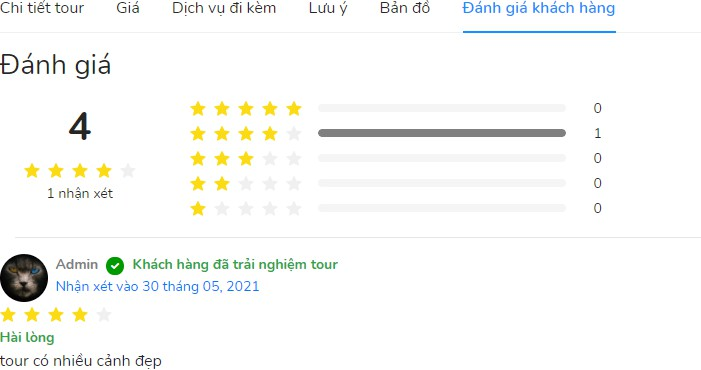 Chi tiết tour Giá Dịch vụ đi kèm Lưu ý Bản đồ Đánh giá khách hàng
Đánh giá
4
1 nhận xét
0
1
0
0
0
Admin Khách hàng đã trải nghiệm tour
Nhận xét vào 30 tháng 05, 2021
Hài lòng
tour có nhiều cảnh đẹp